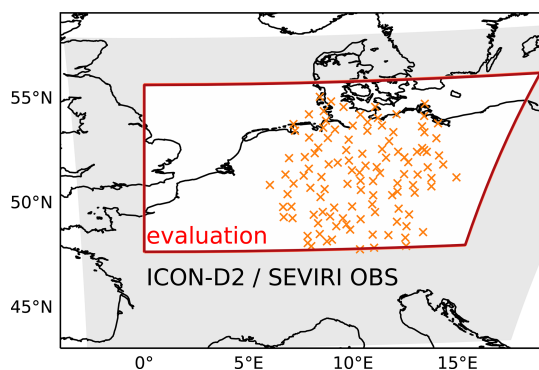 55°N
50°N
45°N
evaluation
ICON-D2 / SEVIRI OBS
0°
5°E
10°E
15°E